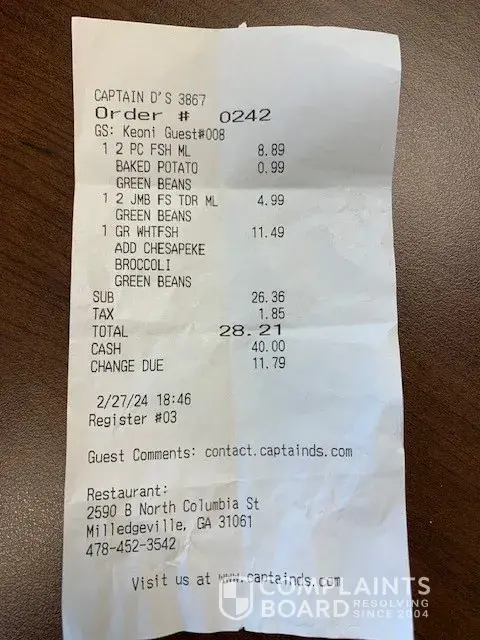 CAPTAIN D'S 3867
Order # 0242
GS: Keoni Guest#008
1 2 PC FSH ML 8.89
BAKED POTATO 0.99
GREEN BEANS
1 2 JMB FS TDR ML 4.99
GREEN BEANS
1 GR WHTFSH 11.49
ADD CHESAPEKE
BROCCOLI
GREEN BEANS
SUB 26.36
TAX 1.85
TOTAL 28.21
CASH 40.00
CHANGE DUE 11.79
2/27/24 18:46
Register #03
Guest Comments: contact.captainds.com
Restaurant:
2590 B North Columbia St
Milledgeville, GA 31061
478-452-3542
Visit us at www.captainds.com
COMPLAINTS
BOARD RESOLVING
SINCE 2004